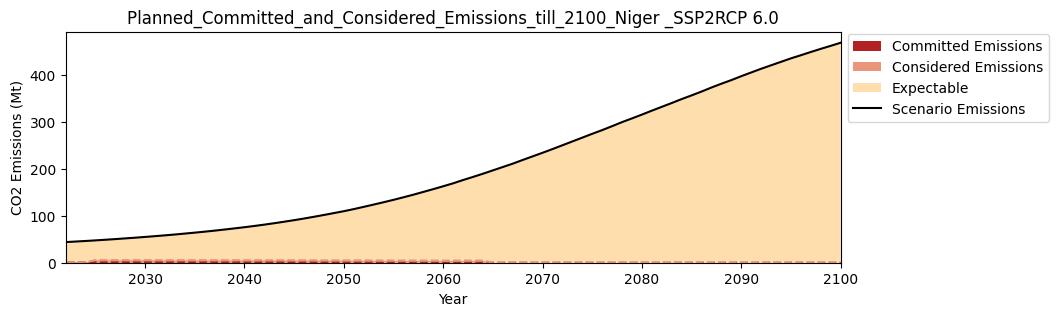 Planned_Committed_and_Considered_Emissions_till_2100_Niger _SSP2RCP 6.0
CO2 Emissions (Mt)
400
300
200
100
0
2030 2040 2050 2060 2070 2080 2090 2100
Year
Committed Emissions
Considered Emissions
Expectable
Scenario Emissions